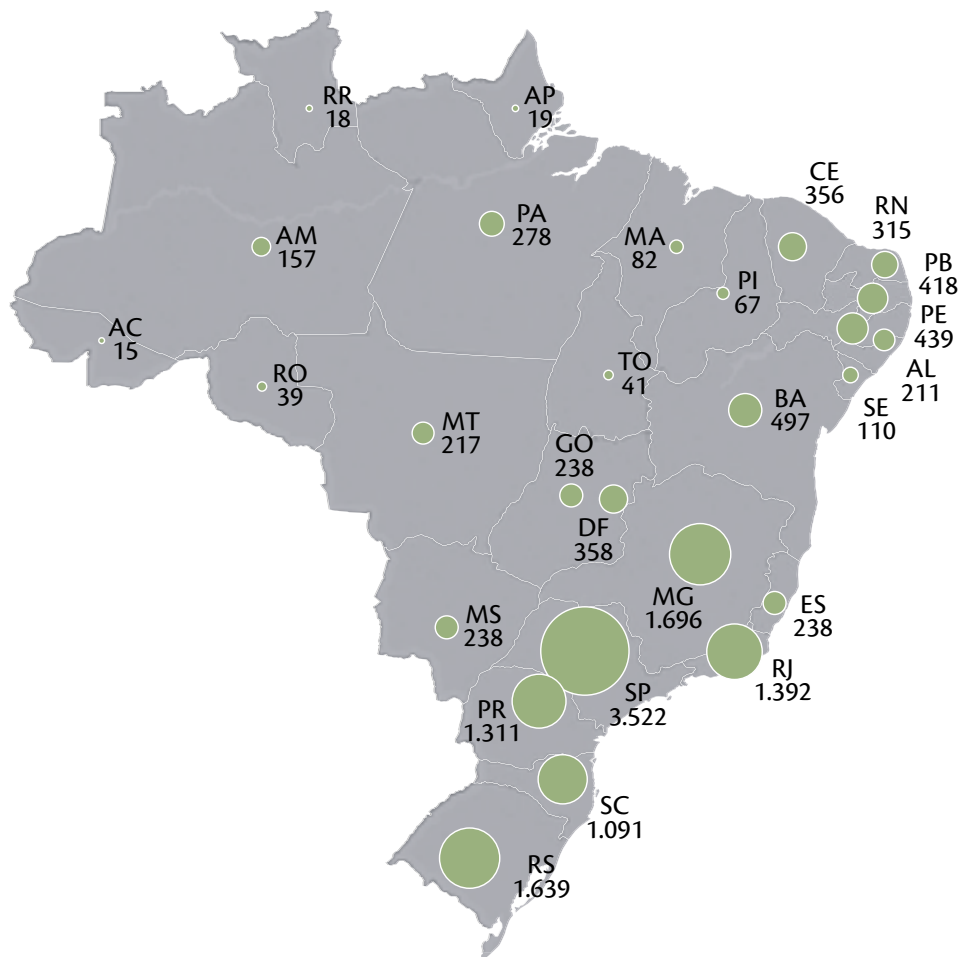 RR
18
AP
19
CE
356
RN
315
PA
278
AM
157
MA
82
PB
418
PI
67
PE
439
AC
15
TO
41
RO
39
AL
211
BA
497
SE
110
MT
217
GO
238
DF
358
MG
1.696
ES
238
MS
238
RJ
1.392
SP
3.522
PR
1.311
SC
1.091
RS
1.639